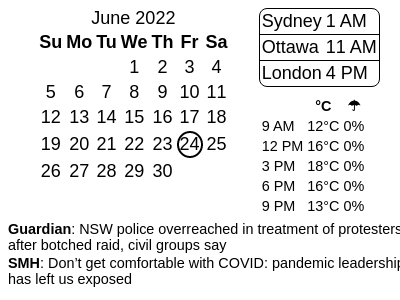 June 2022
Su Mo Tu We Th Fr Sa
1 2 3 4
5 6 7 8 9 10 11
12 13 14 15 16 17 18
19 20 21 22 23 24 25
26 27 28 29 30
Sydney 1 AM
Ottawa 11 AM
London 4 PM
°C ☂
9 AM 12°C 0%
12 PM 16°C 0%
3 PM 18°C 0%
6 PM 16°C 0%
9 PM 13°C 0%
Guardian: NSW police overreached in treatment of protesters
after botched raid, civil groups say
SMH: Don’t get comfortable with COVID: pandemic leadership
has left us exposed